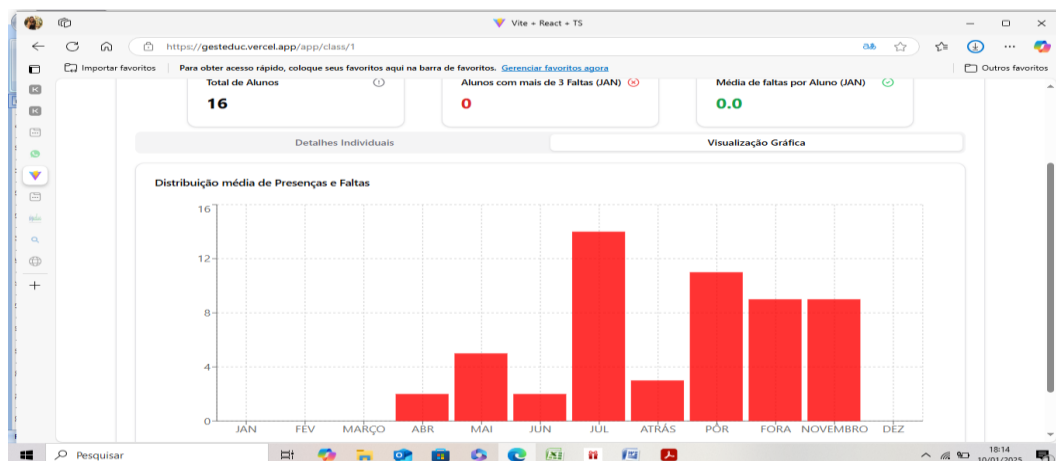 Vite + React + TS
https://gesteduc.vercel.app/app/class/1
Importar favoritos
Para obter acesso rápido, coloque seus favoritos aqui na barra de favoritos. Gerenciar favoritos agora
Outros favoritos
Total de Alunos
16
Alunos com mais de 3 Faltas (JAN)
0
Média de faltas por Aluno (JAN)
0.0
Detalhes Individuais
Visualização Gráfica
Distribuição média de Presenças e Faltas
16
12
8
4
0
JAN FEV MARÇO ABR MAI JUN JUL ATRÁS PÔR FORA NOVEMBRO DEZ
Pesquisar
18:14
10/01/2025